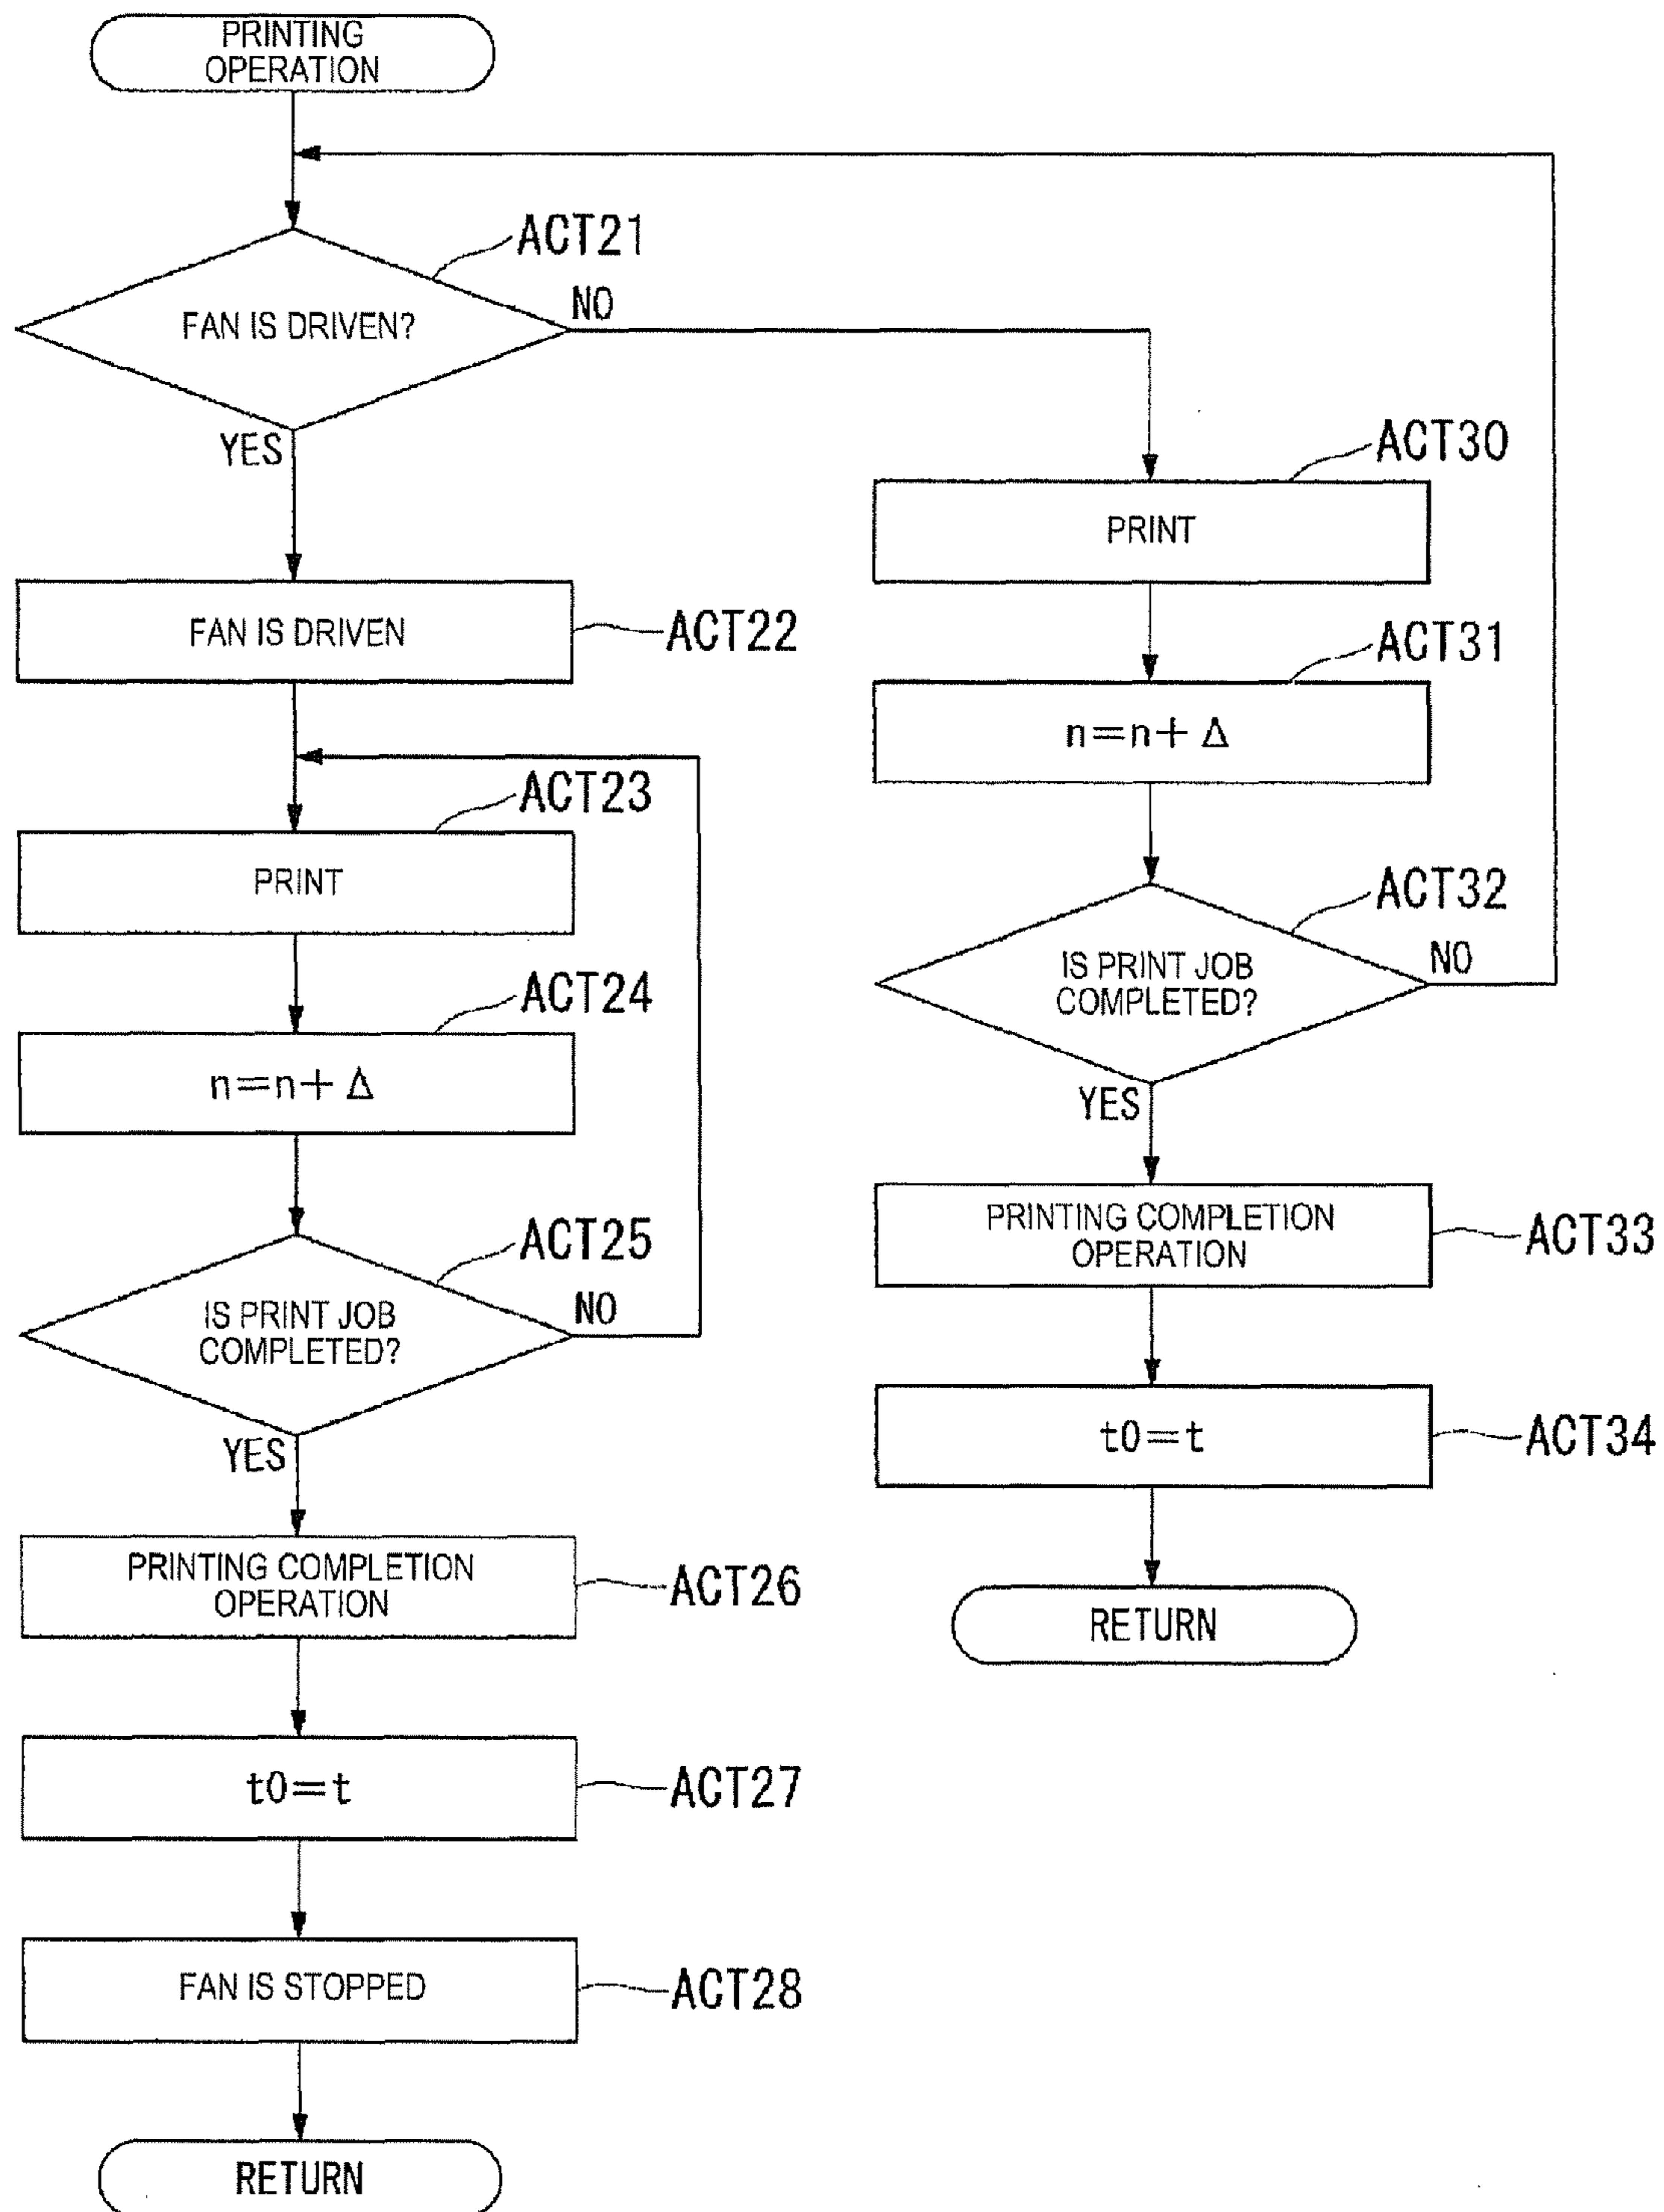 PRINTING
OPERATION
ACT21
FAN IS DRIVEN?
NO
YES
FAN IS DRIVEN
ACT22
ACT23
PRINT
ACT24
n=n+ Δ
ACT25
IS PRINT JOB
COMPLETED?
NO
YES
PRINTING COMPLETION
OPERATION
ACT26
t0=t
ACT27
FAN IS STOPPED
ACT28
RETURN
ACT30
PRINT
ACT31
n=n+ Δ
ACT32
IS PRINT JOB
COMPLETED?
NO
YES
PRINTING COMPLETION
OPERATION
ACT33
t0=t
ACT34
RETURN